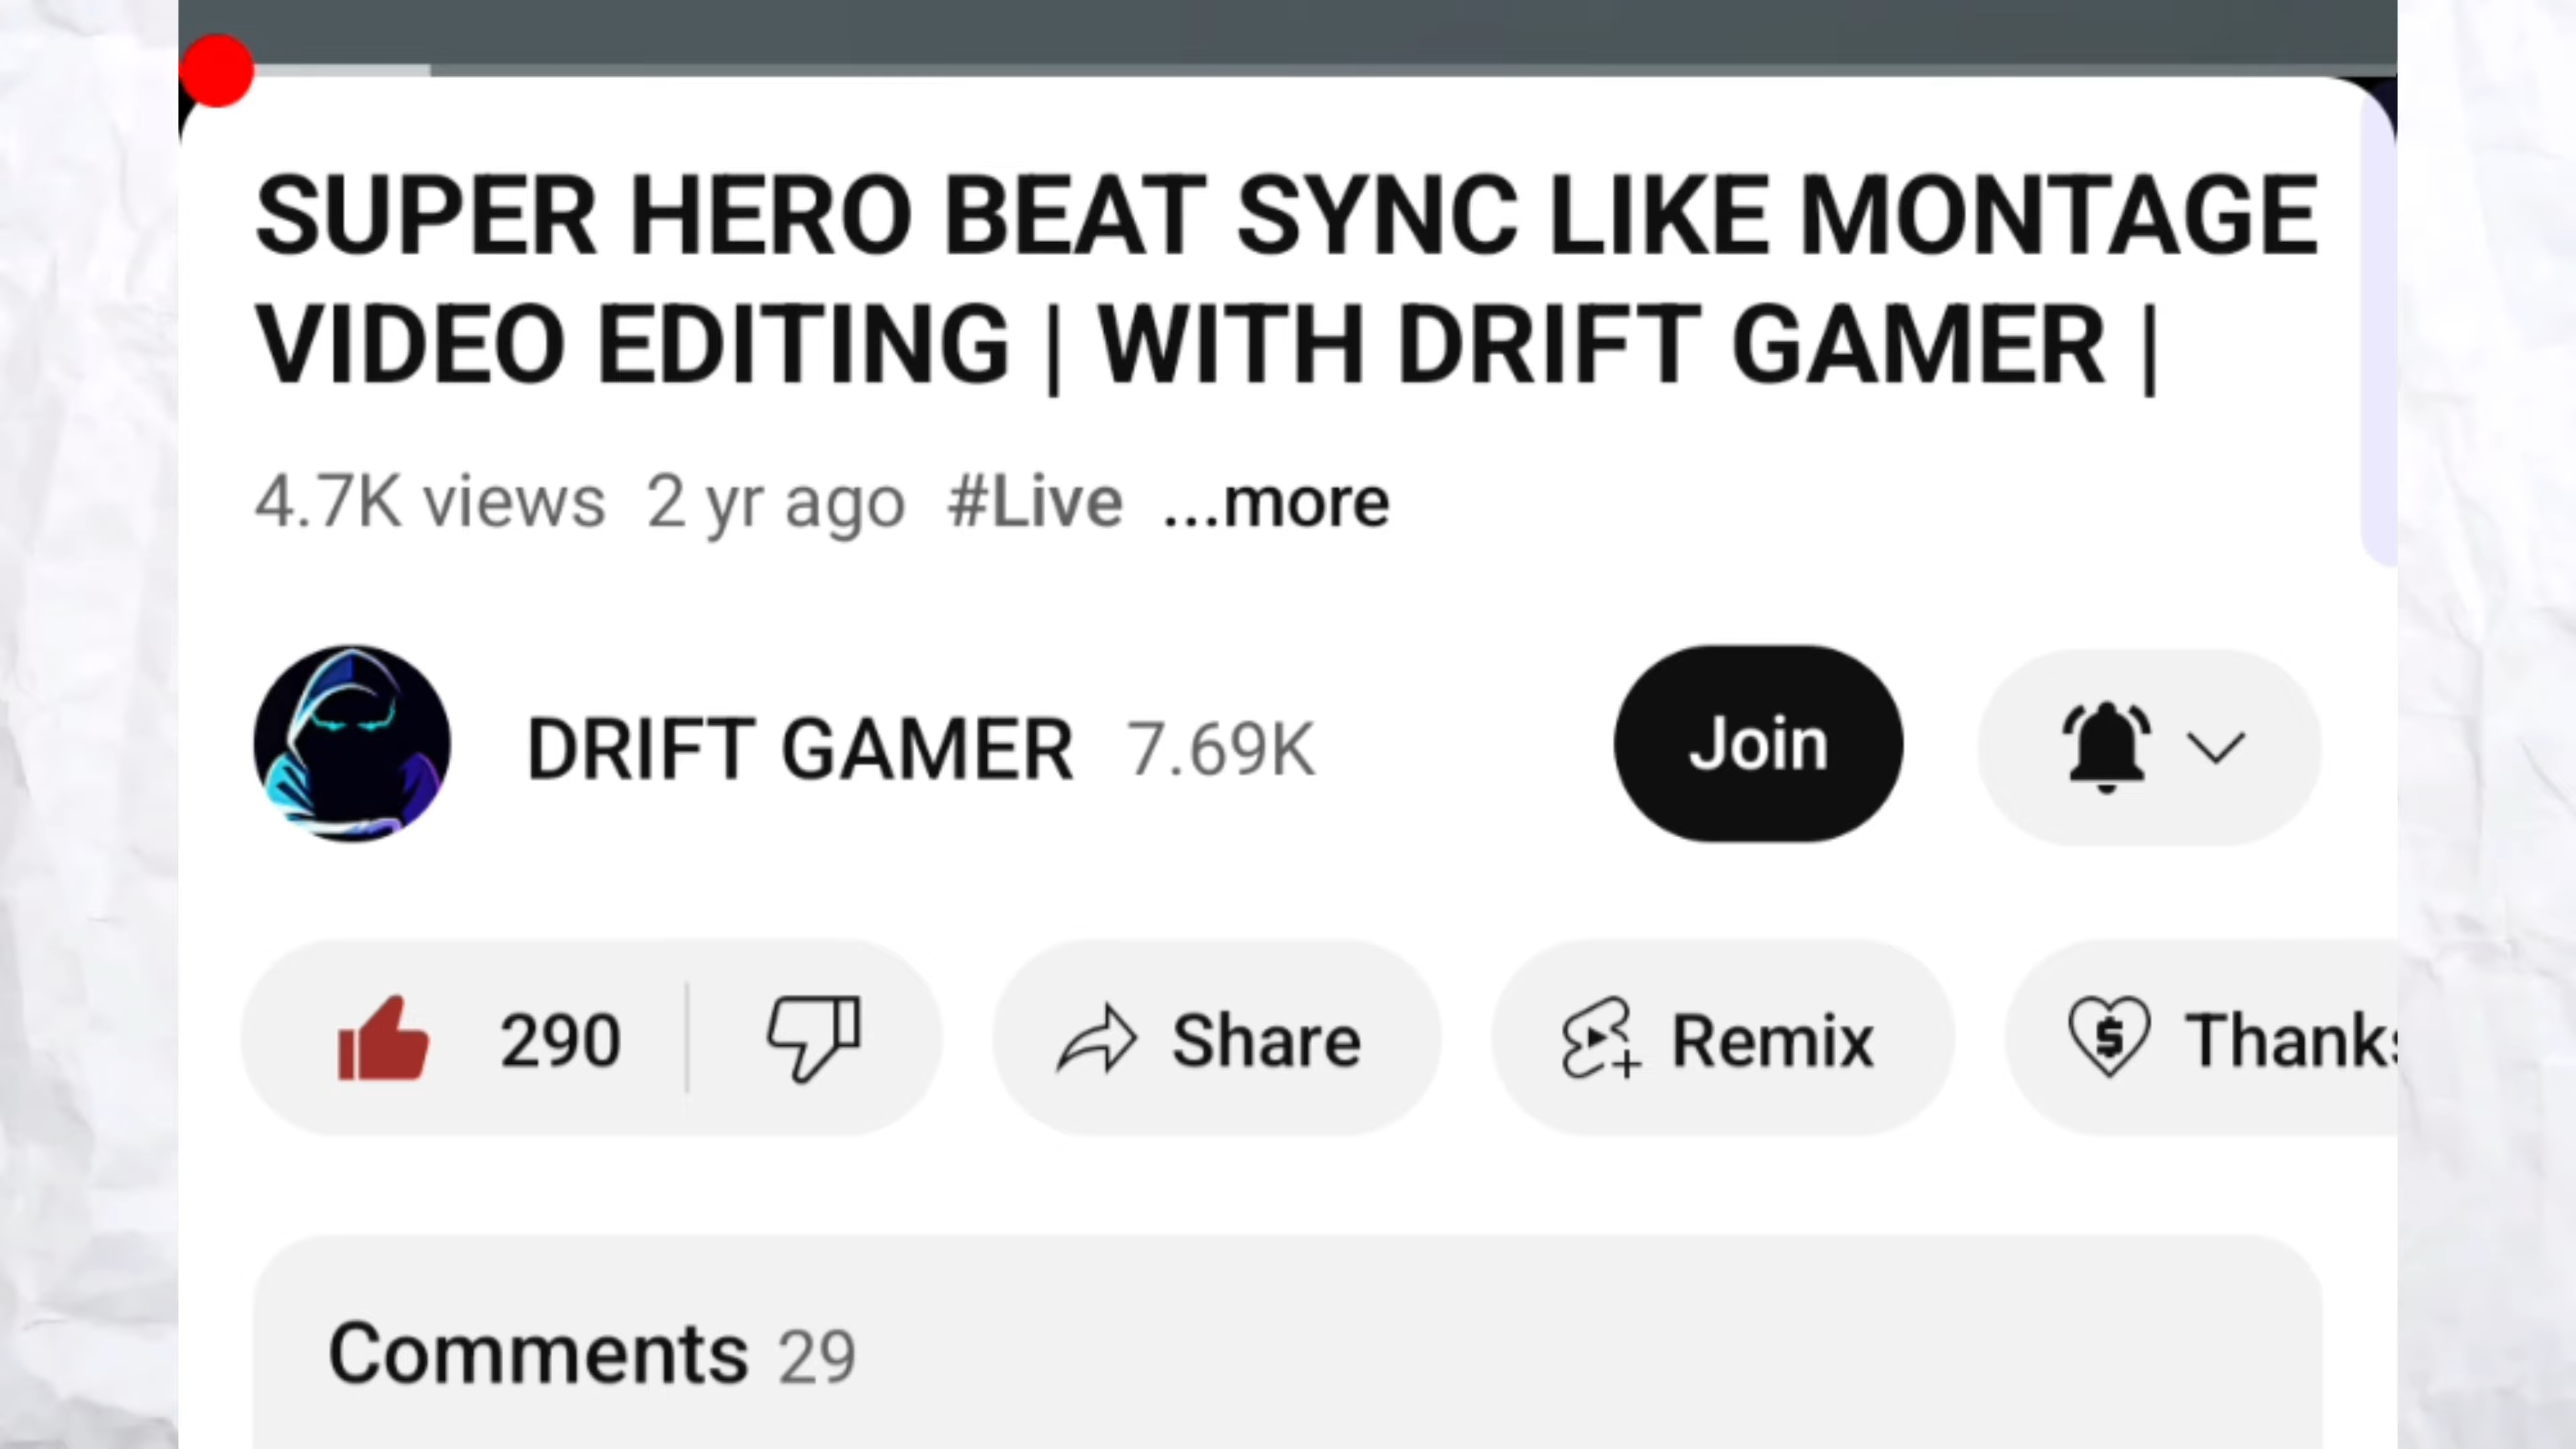 SUPER HERO BEAT SYNC LIKE MONTAGE
VIDEO EDITING | WITH DRIFT GAMER |
4.7K views 2 yr ago #Live ...more
DRIFT GAMER 7.69K Join
290 Share Remix Thanks
Comments 29